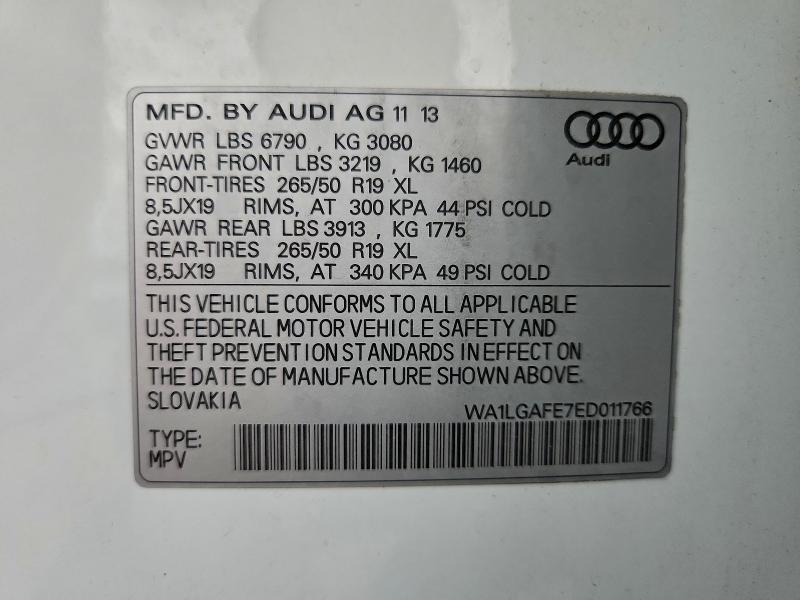 MFD. BY AUDI AG 11 13
Audi
GVWR LBS 6790 , KG 3080
GAWR FRONT LBS 3219 , KG 1460
FRONT-TIRES 265/50 R19 XL
8,5JX19 RIMS, AT 300 KPA 44 PSI COLD
GAWR REAR LBS 3913 , KG 1775
REAR-TIRES 265/50 R19 XL
8,5JX19 RIMS, AT 340 KPA 49 PSI COLD
THIS VEHICLE CONFORMS TO ALL APPLICABLE
U.S. FEDERAL MOTOR VEHICLE SAFETY AND
THEFT PREVENTION STANDARDS IN EFFECT ON
THE DATE OF MANUFACTURE SHOWN ABOVE.
SLOVAKIA WA1LGAFE7ED011766
TYPE:
MPV